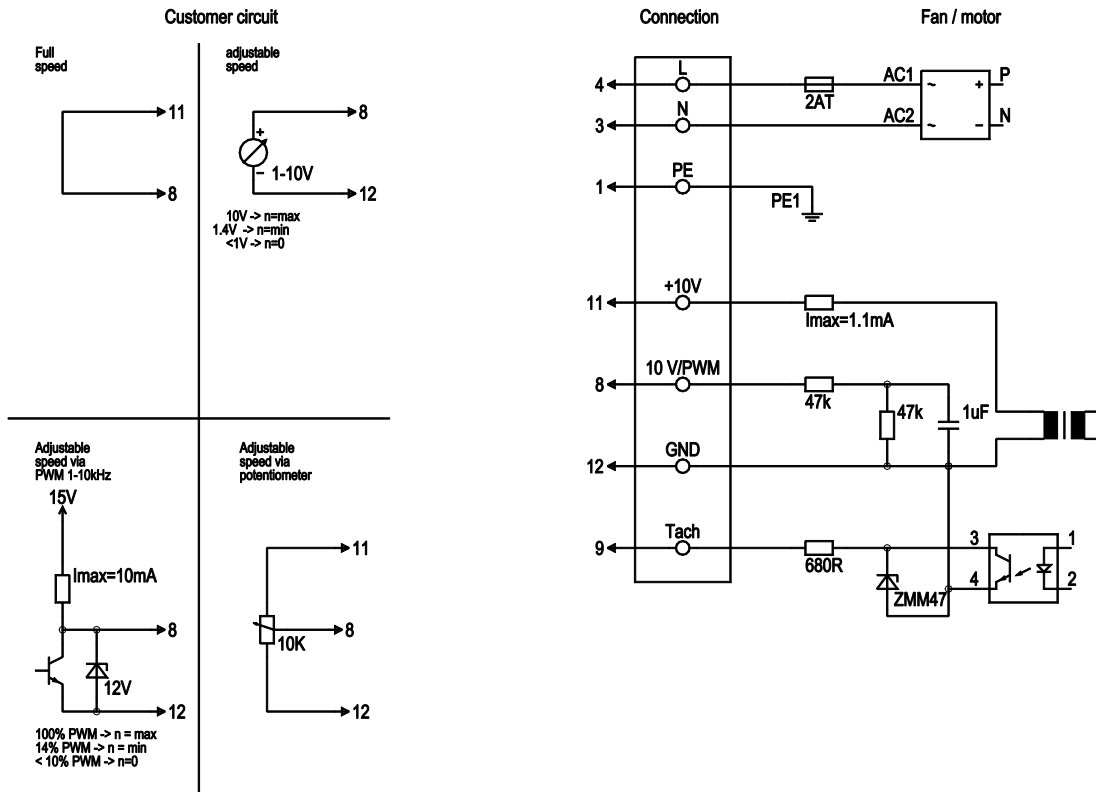 Customer circuit
Connection
Fan / motor
Full
speed
11
8
adjustable
speed
8
+
1-10V
−
12
10V -> n=max
1.4V -> n=min
<1V -> n=0
Adjustable
speed via
PWM 1-10kHz
15V
Imax=10mA
8
12V
12
100% PWM -> n = max
14% PWM -> n = min
< 10% PWM -> n=0
Adjustable
speed via
potentiometer
11
8
10K
12
4
L
2AT
AC1
~
+
P
3
N
AC2
~
−
N
1
PE
PE1
11
+10V
Imax=1.1mA
8
10 V/PWM
47k
47k
1uF
12
GND
9
Tach
680R
ZMM47
3
4
1
2